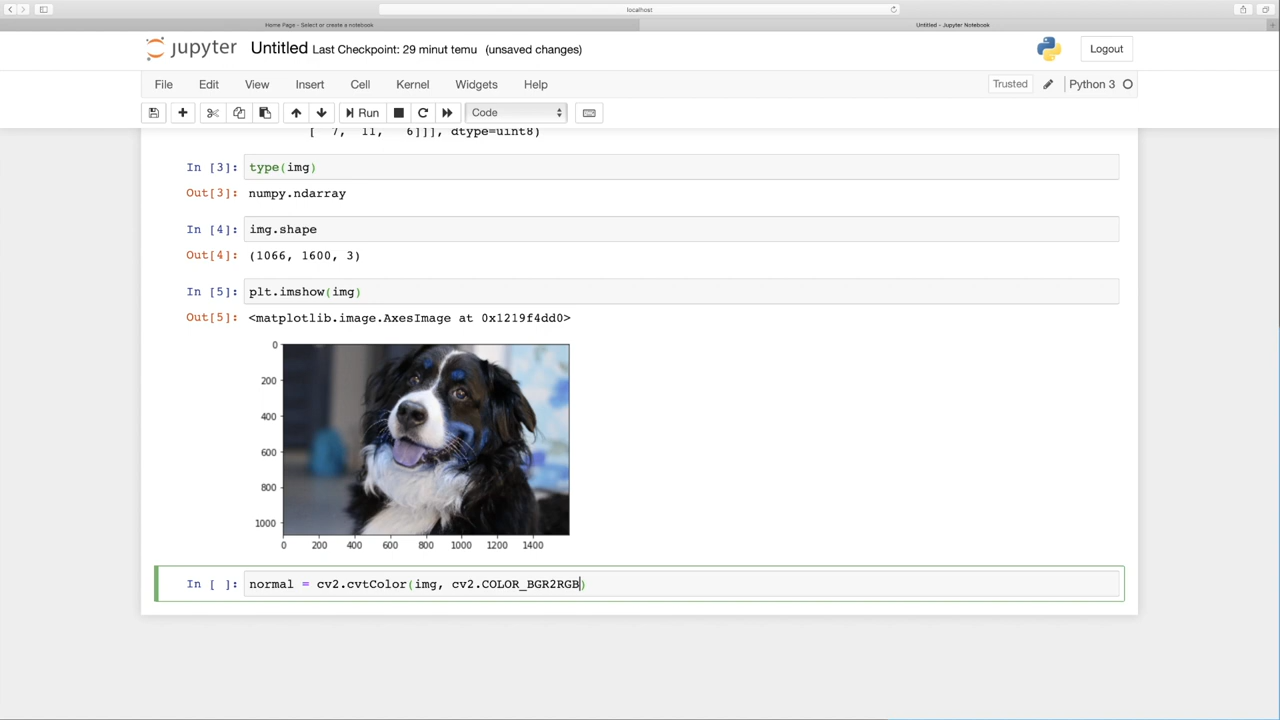 localhost
Home Page - Select or create a notebook
Untitled - Jupyter Notebook
jupyter Untitled Last Checkpoint: 29 minut temu (unsaved changes)
Logout
File Edit View Insert Cell Kernel Widgets Help
Trusted Python 3
Run Code
[ 7, 11, 6]]], dtype=uint8)
In [3]: type(img)
Out[3]: numpy.ndarray
In [4]: img.shape
Out[4]: (1066, 1600, 3)
In [5]: plt.imshow(img)
Out[5]: <matplotlib.image.AxesImage at 0x1219f4dd0>
0
200
400
600
800
1000
0 200 400 600 800 1000 1200 1400
In [ ]: normal = cv2.cvtColor(img, cv2.COLOR_BGR2RGB)